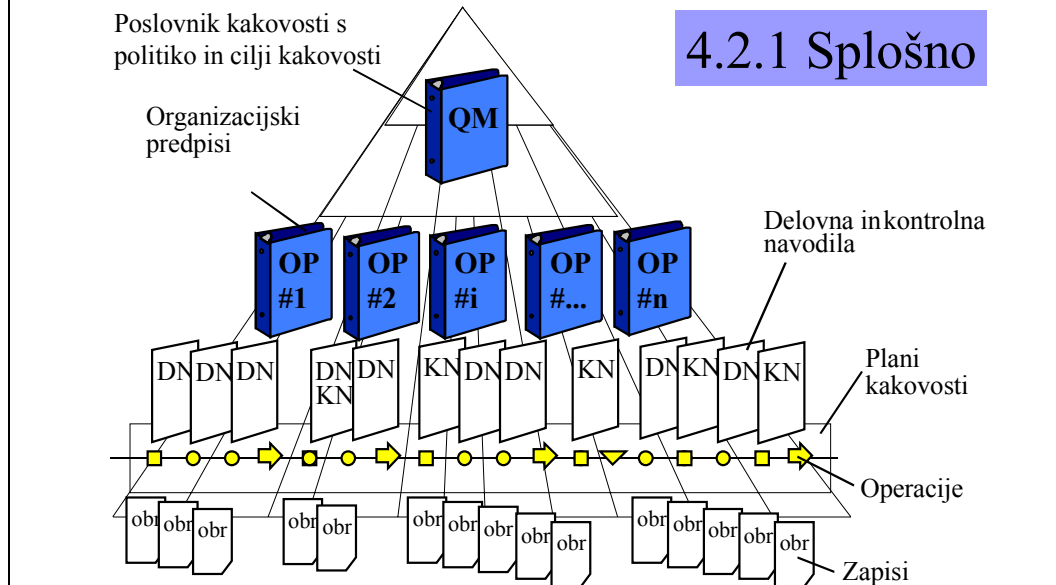 Poslovnik kakovosti s
politiko in cilji kakovosti
4.2.1 Splošno
QM
Organizacijski
predpisi
Delovna in kontrolna
navodila
OP
#1
OP
#2
OP
#i
OP
#...
OP
#n
DN DN DN DN
KN DN KN DN DN KN DN KN DN KN
Plani
kakovosti
Operacije
obr obr obr obr obr obr obr obr obr obr obr obr obr obr obr
Zapisi